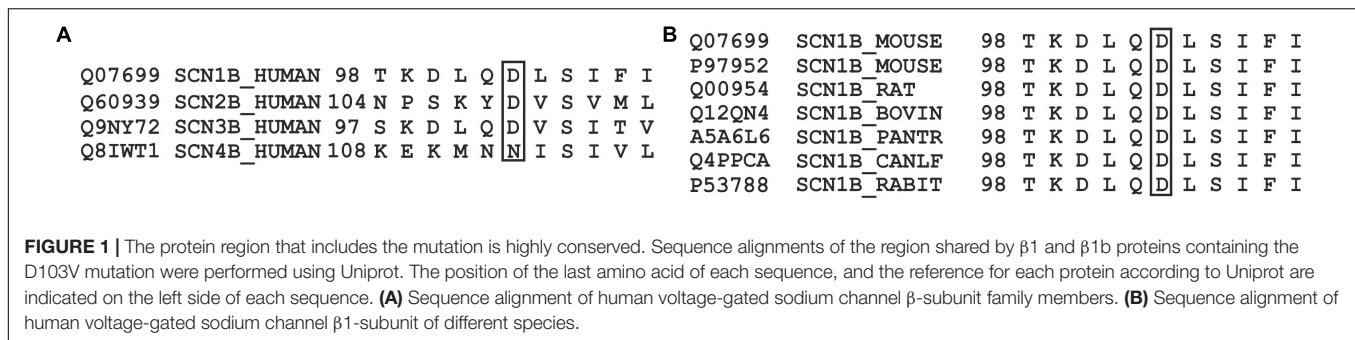 A
Q07699 SCN1B_HUMAN 98 T K D L Q D L S I F I
Q60939 SCN2B_HUMAN 104 N P S K Y D V S V M L
Q9NY72 SCN3B_HUMAN 97 S K D L Q D V S I T V
Q8IWT1 SCN4B_HUMAN 108 K E K M N N I S I V L
B
Q07699 SCN1B_MOUSE 98 T K D L Q D L S I F I
P97952 SCN1B_MOUSE 98 T K D L Q D L S I F I
Q00954 SCN1B_RAT 98 T K D L Q D L S I F I
Q12QN4 SCN1B_BOVIN 98 T K D L Q D L S I F I
A5A6L6 SCN1B_PANTR 98 T K D L Q D L S I F I
Q4PPCA SCN1B_CANLF 98 T K D L Q D L S I F I
P53788 SCN1B_RABIT 98 T K D L Q D L S I F I
FIGURE 1 | The protein region that includes the mutation is highly conserved. Sequence alignments of the region shared by β1 and β1b proteins containing the
D103V mutation were performed using Uniprot. The position of the last amino acid of each sequence, and the reference for each protein according to Uniprot are
indicated on the left side of each sequence. (A) Sequence alignment of human voltage-gated sodium channel β-subunit family members. (B) Sequence alignment of
human voltage-gated sodium channel β1-subunit of different species.